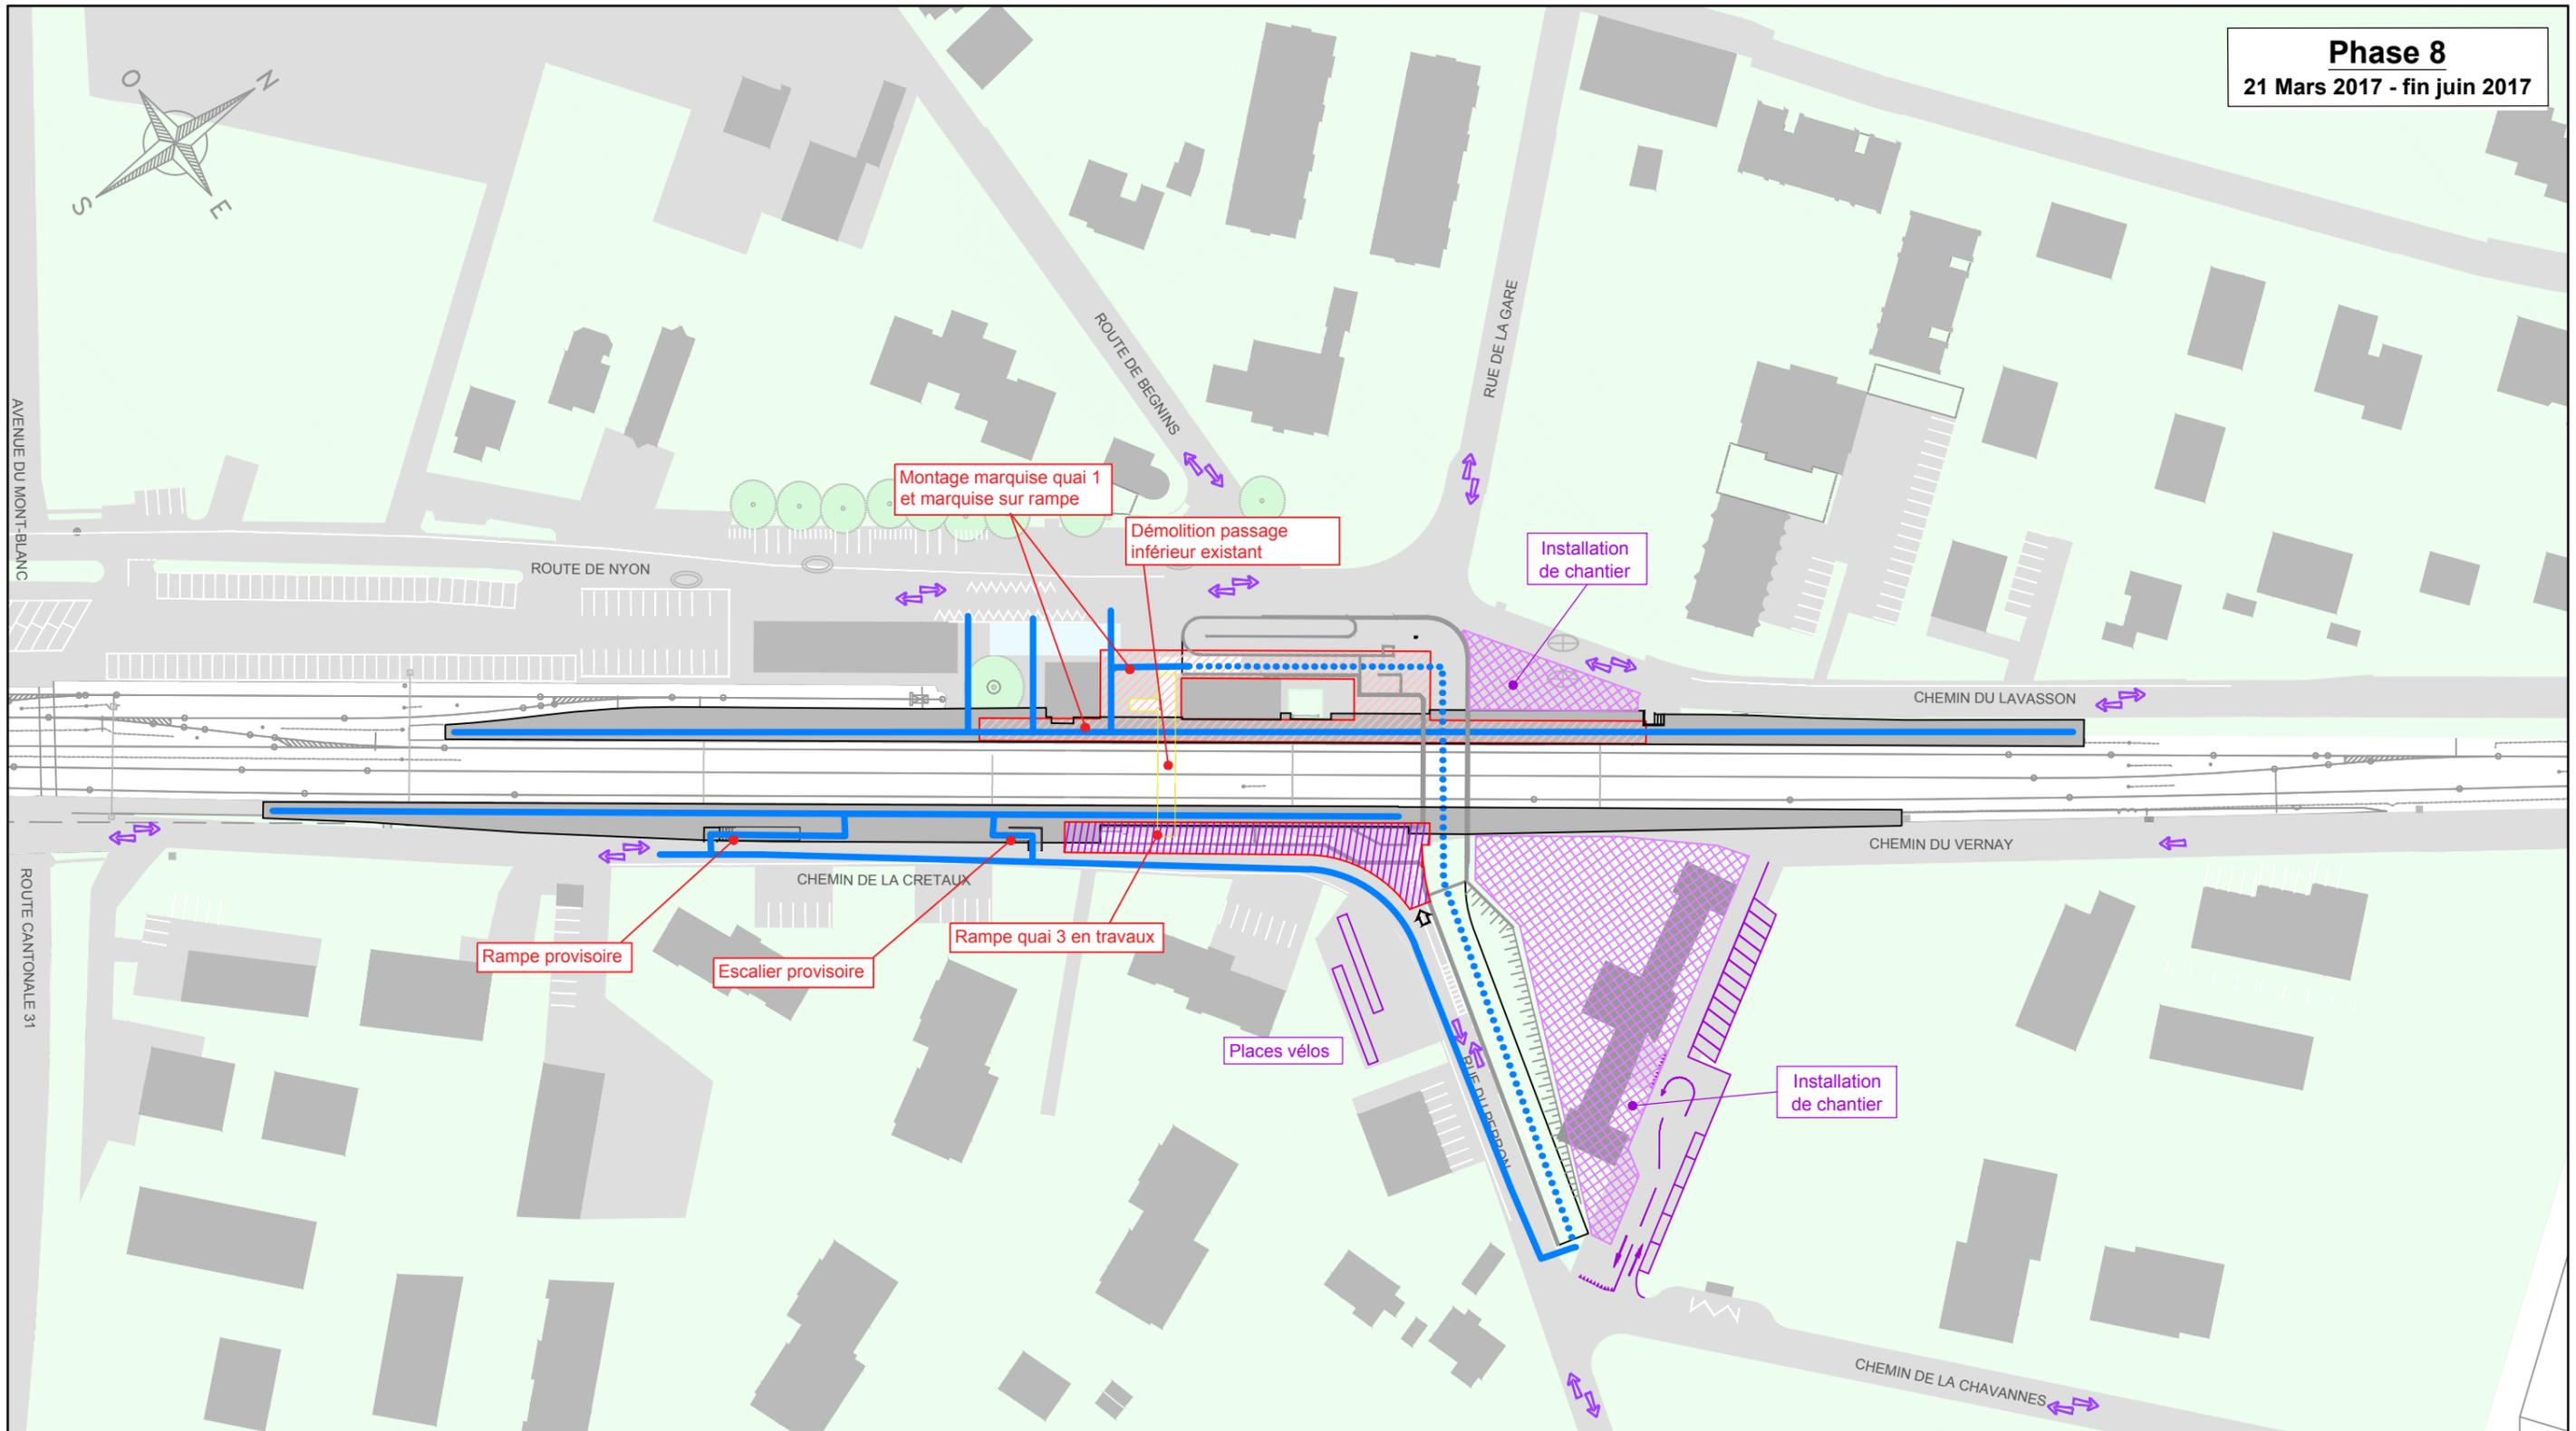 Phase 8
21 Mars 2017 - fin juin 2017
O
N
S
E
AVENUE DU MONT-BLANC
ROUTE DE BEGNINS
RUE DE LA GARE
Montage marquise quai 1
et marquise sur rampe
Démolition passage
inférieur existant
Installation
de chantier
ROUTE DE NYON
CHEMIN DU LAVASSON
CHEMIN DU VERNAY
CHEMIN DE LA CRETAUX
ROUTE CANTONALE 31
Rampe provisoire
Escalier provisoire
Rampe quai 3 en travaux
Places vélos
RUE DU PERRON
Installation
de chantier
CHEMIN DE LA CHAVANNES